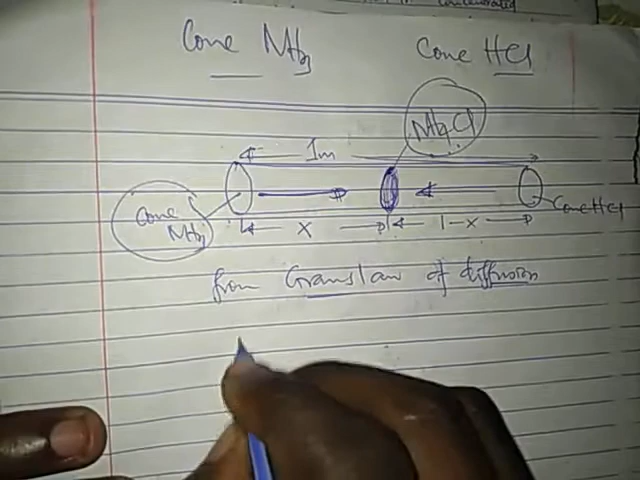 Conc NH3 Conc HCl
NH4Cl
1m
Conc
NH3
x 1-x
Conc HCl
from Grams law of diffusion